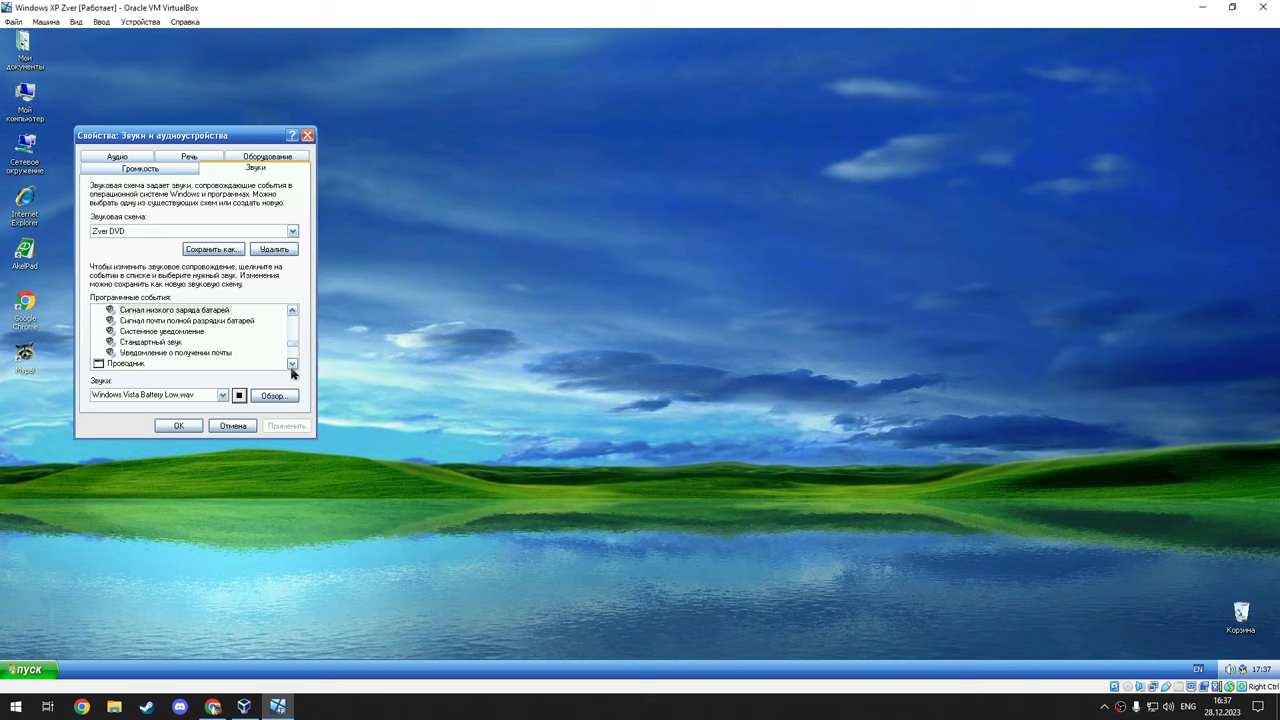 Windows XP Zver [Работает] - Oracle VM VirtualBox
Файл Машина Вид Ввод Устройства Справка
Мои
документы
Мой
компьютер
Сетевое
окружение
Internet
Explorer
AkelPad
Google
Chrome
Mypal
Свойства: Звуки и аудиоустройства
Аудио Речь Оборудование
Громкость Звуки
Звуковая схема задает звуки, сопровождающие события в
операционной системе Windows и программах. Можно
выбрать одну из существующих схем или создать новую.
Звуковая схема:
Zver DVD
Сохранить как... Удалить
Чтобы изменить звуковое сопровождение, щелкните на
событии в списке и выберите нужный звук. Изменения
можно сохранить как новую звуковую схему.
Программные события:
Сигнал низкого заряда батарей
Сигнал почти полной разрядки батарей
Системное уведомление
Стандартный звук
Уведомление о получении почты
Проводник
Звуки:
Windows Vista Battery Low.wav Обзор...
OK Отмена Применить
Корзина
пуск EN 17:37
Right Ctrl
ENG 16:37
28.12.2023